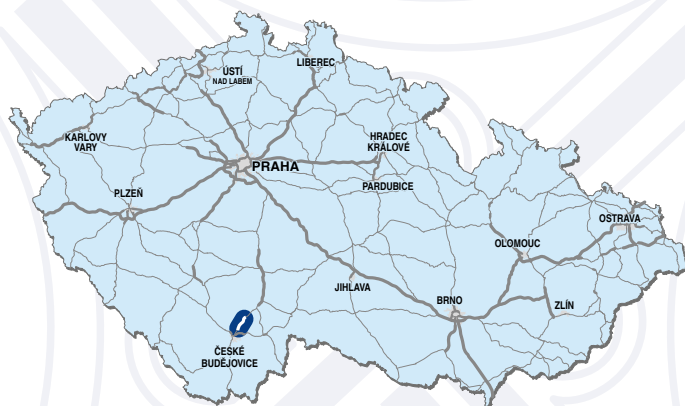 LIBEREC
ÚSTÍ
NAD LABEM
KARLOVY
VARY
HRADEC
KRÁLOVÉ
PRAHA
PARDUBICE
PLZEŇ
OSTRAVA
OLOMOUC
JIHLAVA
BRNO
ZLÍN
ČESKÉ
BUDĚJOVICE